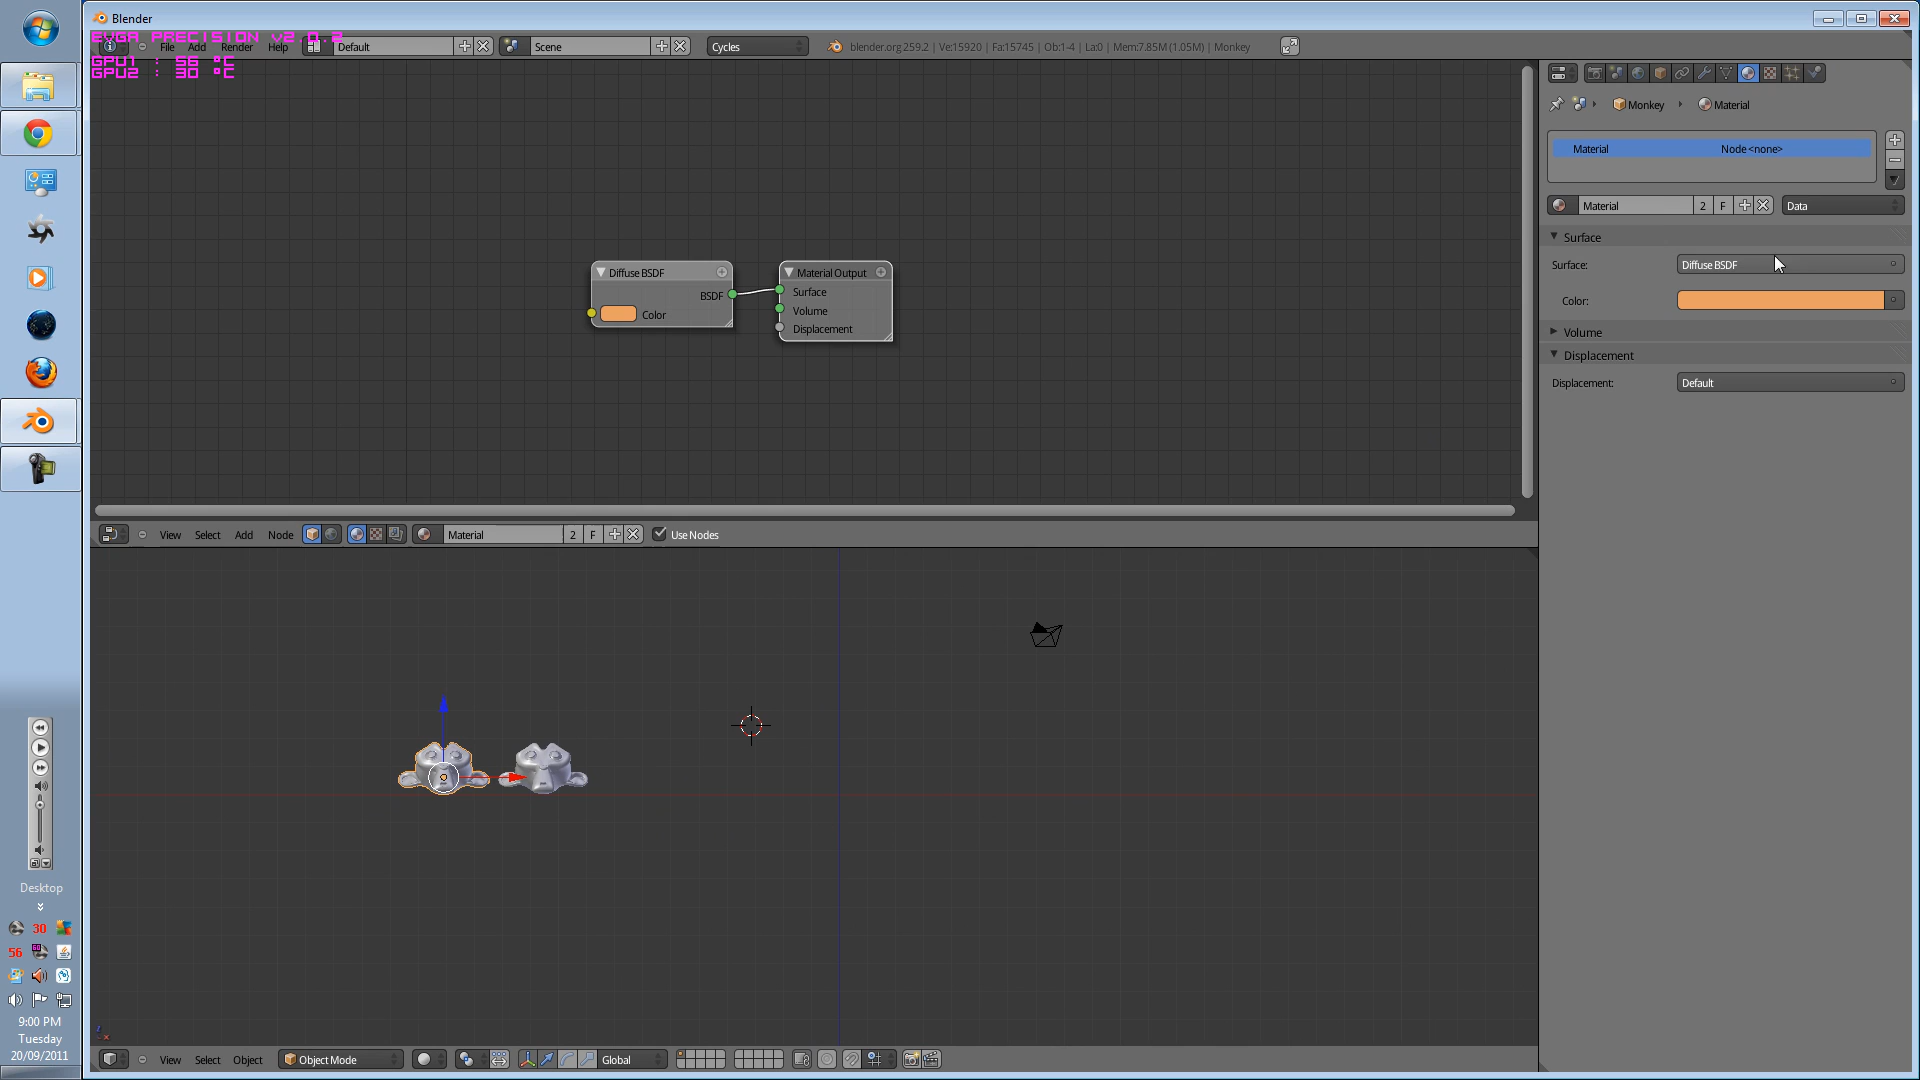 Blender
EVGA PRECISION v2 0.2
File Add Render Help Default Scene Cycles blender.org 259.2 | Ve:15920 | Fa:15745 | Ob:1-4 | La:0 | Mem:7.85M (1.05M) | Monkey
GPU1 : 56 °C
GPU2 : 30 °C
Monkey Material
Material Node <none>
Material 2 F Data
Surface
Surface: Diffuse BSDF
Color:
Volume
Displacement
Displacement: Default
Diffuse BSDF
BSDF
Color
Material Output
Surface
Volume
Displacement
View Select Add Node Material 2 F Use Nodes
View Select Object Object Mode Global
Desktop
30
56
9:00 PM
Tuesday
20/09/2011